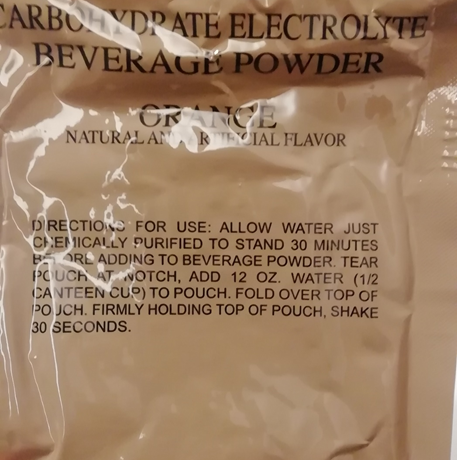 CARBOHYDRATE ELECTROLYTE
BEVERAGE POWDER
ORANGE
NATURAL AND ARTIFICIAL FLAVOR
DIRECTIONS FOR USE: ALLOW WATER JUST
CHEMICALLY PURIFIED TO STAND 30 MINUTES
BEFORE ADDING TO BEVERAGE POWDER. TEAR
POUCH AT NOTCH, ADD 12 OZ. WATER (1/2
CANTEEN CUP) TO POUCH. FOLD OVER TOP OF
POUCH. FIRMLY HOLDING TOP OF POUCH, SHAKE
30 SECONDS.